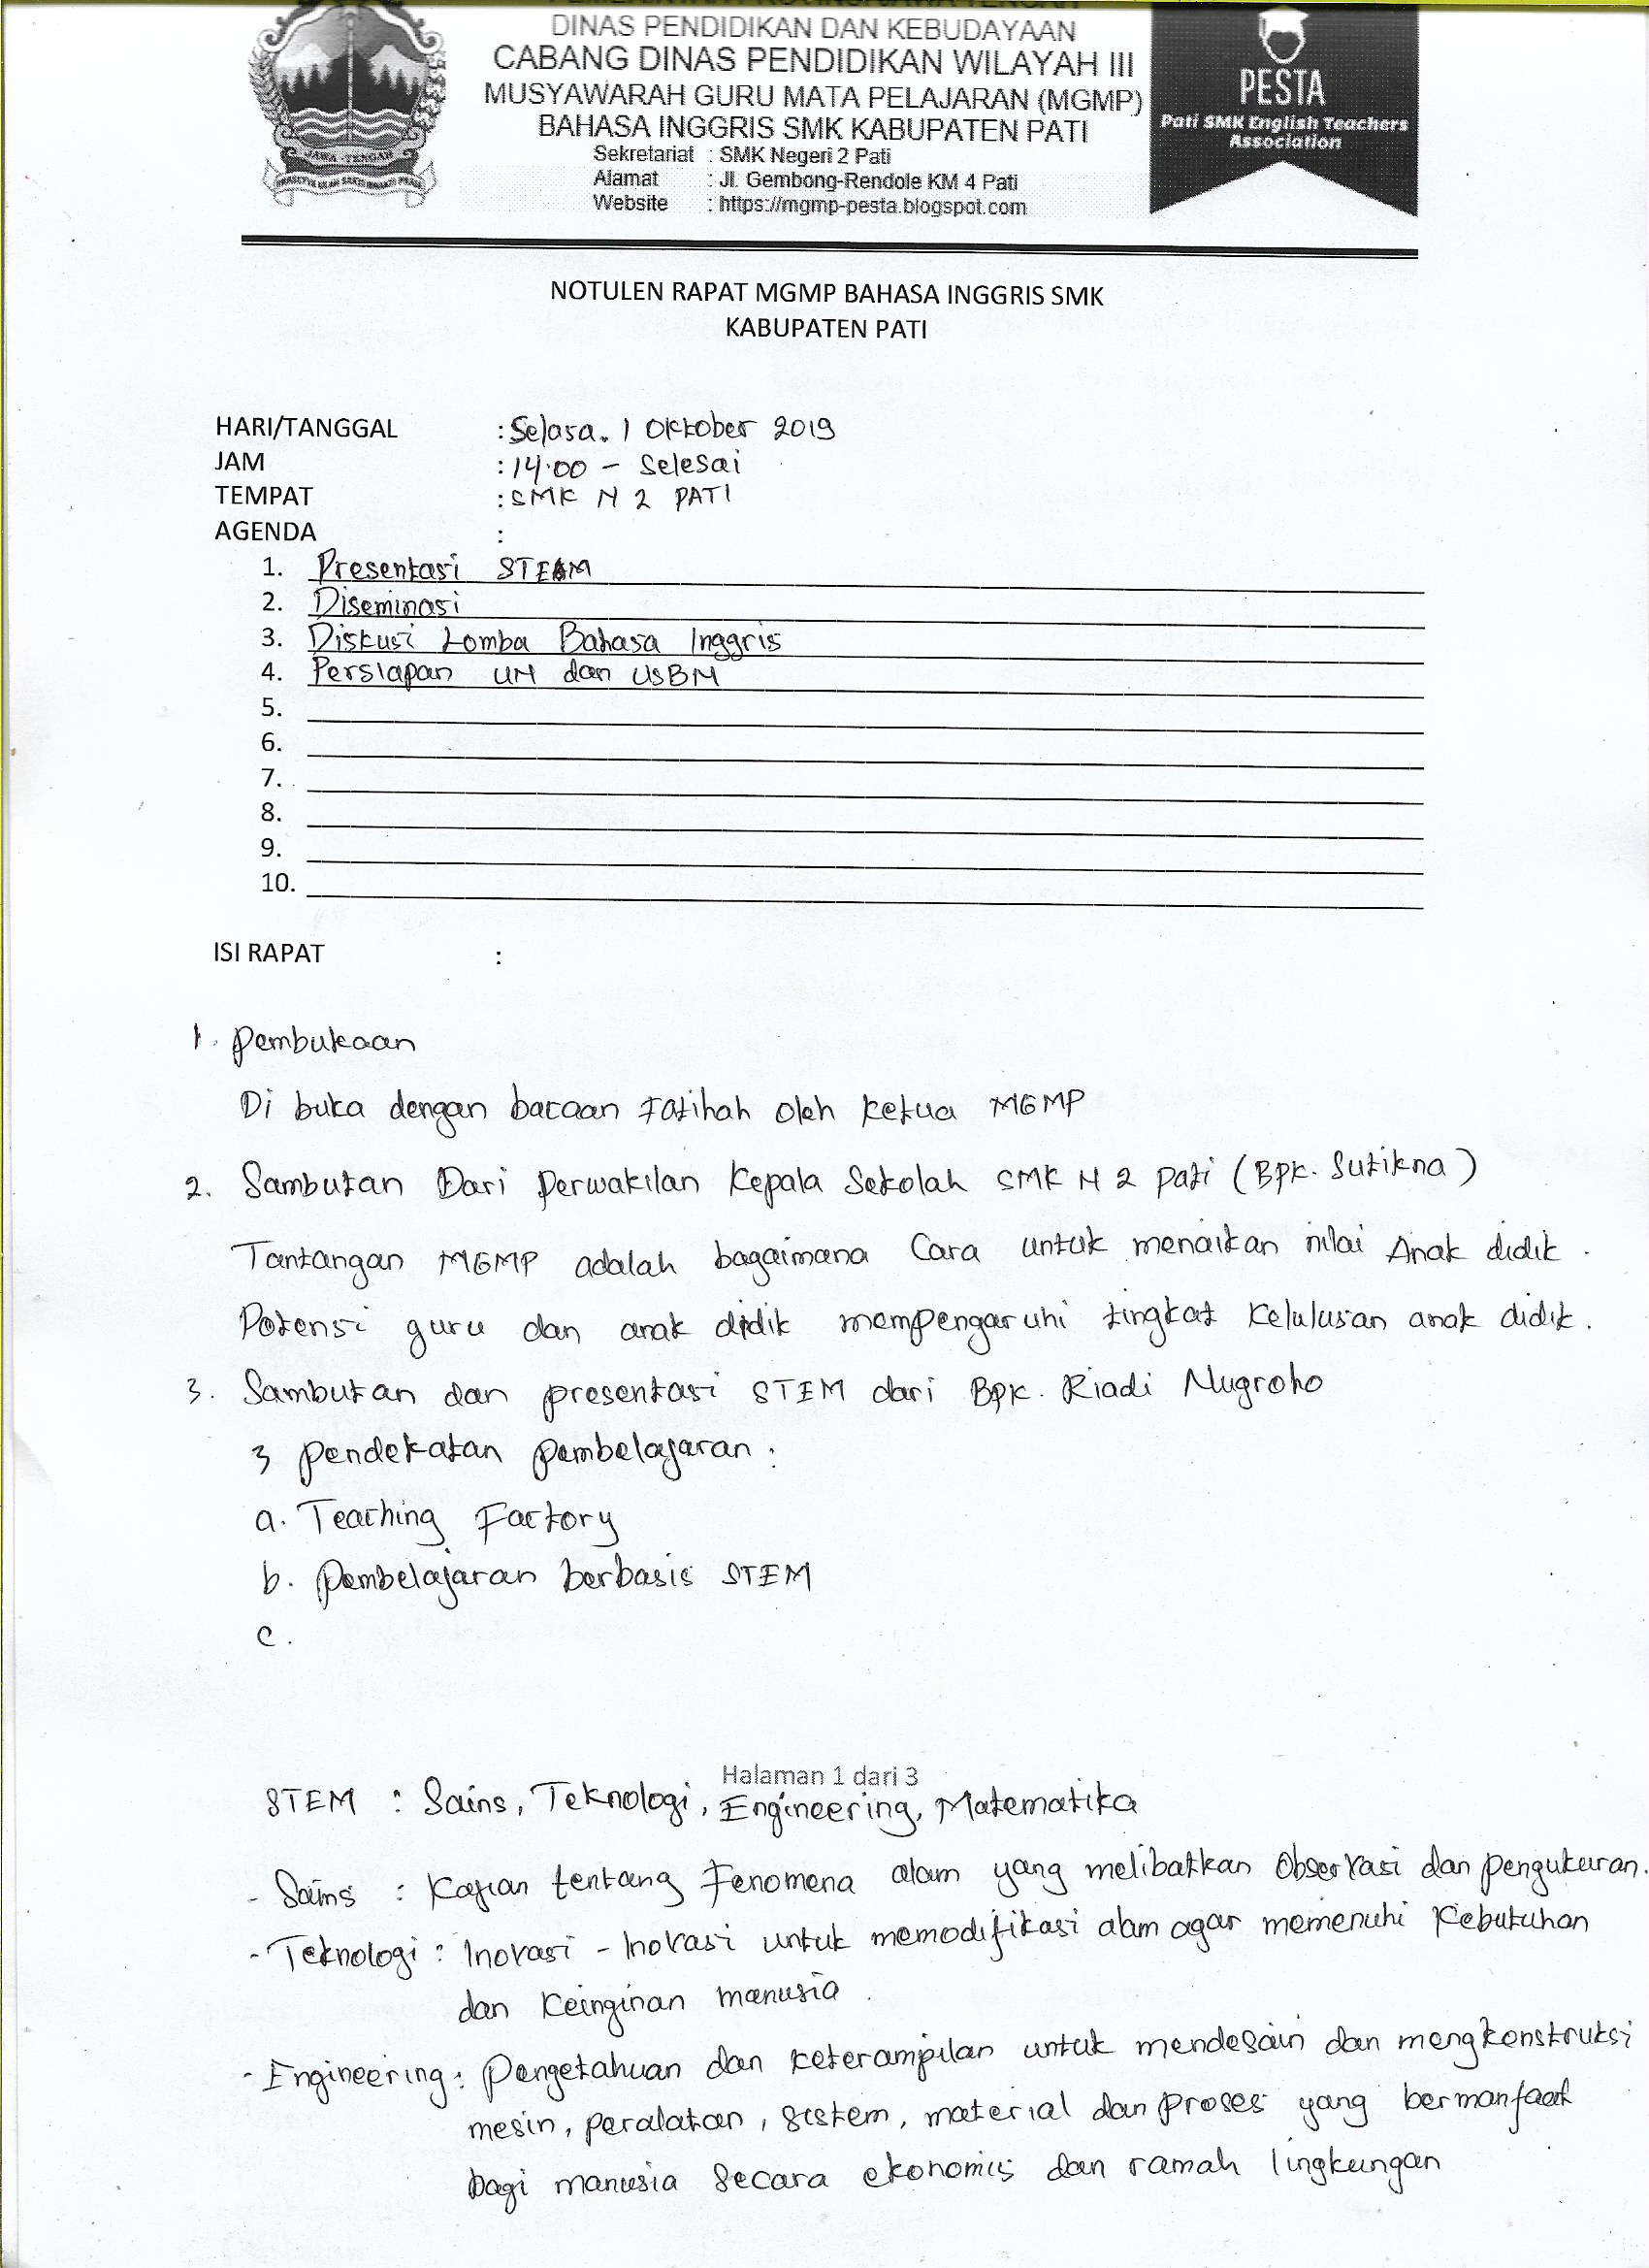 DINAS PENDIDIKAN DAN KEBUDAYAAN
CABANG DINAS PENDIDIKAN WILAYAH III
MUSYAWARAH GURU MATA PELAJARAN (MGMP)
BAHASA INGGRIS SMK KABUPATEN PATI
Sekretariat : SMK Negeri 2 Pati
Alamat : Jl. Gembong-Rendole KM 4 Pati
Website : https://mgmp-pesta.blogspot.com
JAWA - TENGAH
PESTA
Pati SMK English Teachers
Association
NOTULEN RAPAT MGMP BAHASA INGGRIS SMK
KABUPATEN PATI
HARI/TANGGAL : Selasa. 1 Oktober 2019
JAM : 14.00 - Selesai
TEMPAT : SMK N 2 PATI
AGENDA :
1. Presentasi STEAM
2. Diseminasi
3. Diskusi Lomba Bahasa Inggris
4. Persiapan UN dan USBN
5.
6.
7.
8.
9.
10.
ISI RAPAT :
1. Pembukaan
Di buka dengan bacaan Fatihah oleh Ketua MGMP
2. Sambutan Dari Perwakilan Kepala Sekolah SMK N 2 Pati (Bpk. Sutikna)
Tantangan MGMP adalah bagaimana Cara untuk menaikan nilai Anak didik.
Potensi guru dan anak didik mempengaruhi tingkat Kelulusan anak didik.
3. Sambutan dan presentasi STEM dari Bpk. Riadi Nugroho
3 Pendekatan Pembelajaran :
a. Teaching Factory
b. Pembelajaran berbasis STEM
c.
Halaman 1 dari 3
STEM : Sains, Teknologi, Engineering, Matematika
- Sains : Kajian tentang Fenomena alam yang melibatkan Observasi dan pengukuran.
- Teknologi : Inovasi - Inovasi untuk memodifikasi alam agar memenuhi Kebutuhan
dan Keinginan manusia.
- Engineering : Pengetahuan dan keterampilan untuk mendesain dan mengkonstruksi
mesin, peralatan, sistem, material dan proses yang bermanfaat
bagi manusia Secara ekonomis dan ramah lingkungan